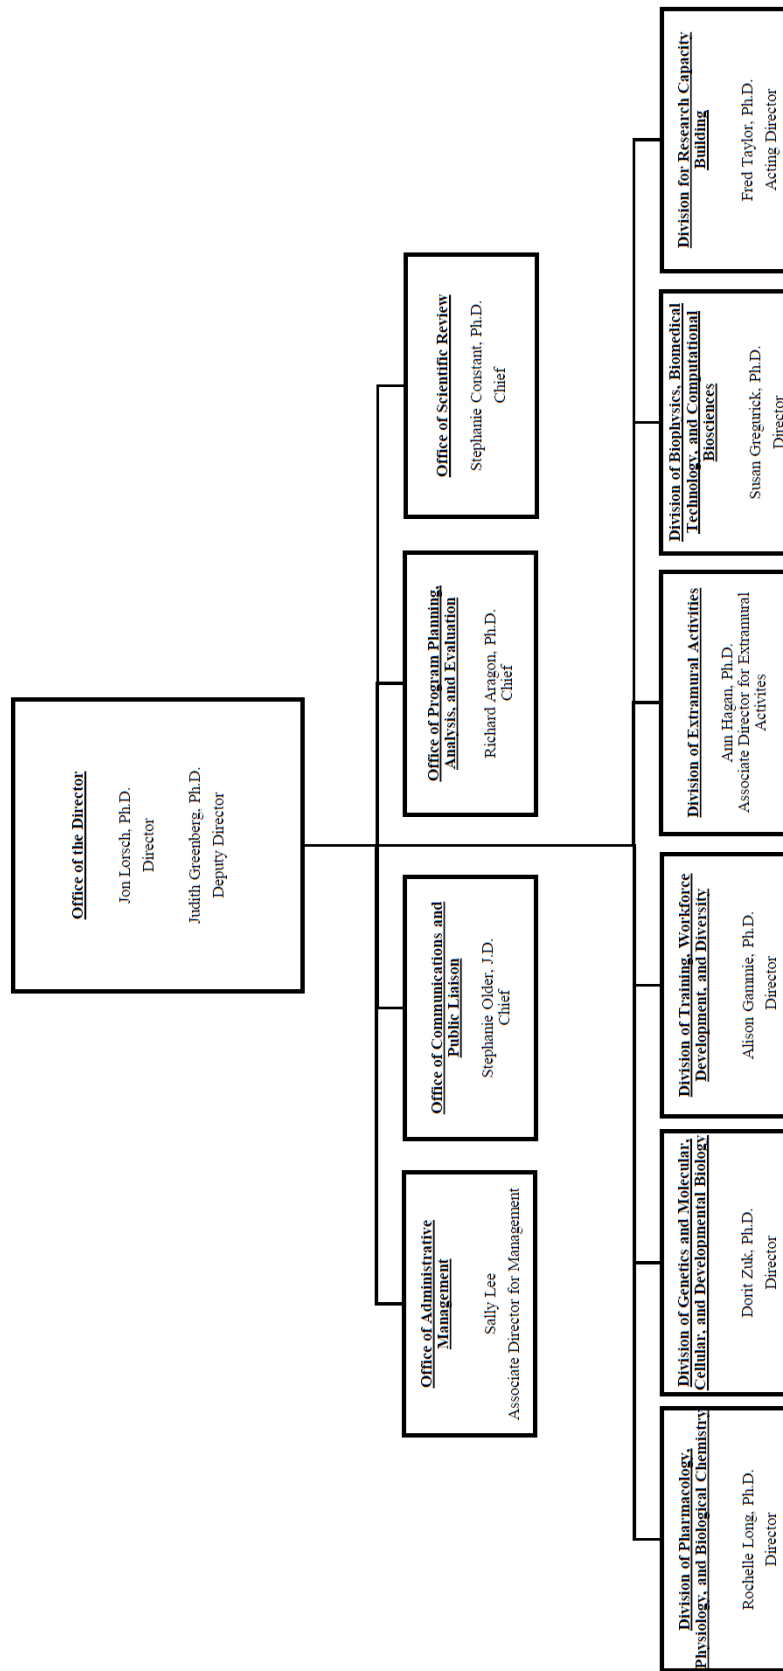 Office of the Director
Jon Lorsch, Ph.D.
Director
Judith Greenberg, Ph.D.
Deputy Director
Office of Administrative
Management
Sally Lee
Associate Director for Management
Office of Communications and
Public Liaison
Stephanie Older, J.D.
Chief
Office of Program Planning,
Analysis, and Evaluation
Richard Aragon, Ph.D.
Chief
Office of Scientific Review
Stephanie Constant, Ph.D.
Chief
Division of Pharmacology,
Physiology, and Biological Chemistry
Rochelle Long, Ph.D.
Director
Division of Genetics and Molecular,
Cellular, and Developmental Biology
Dorit Zuk, Ph.D.
Director
Division of Training, Workforce
Development, and Diversity
Alison Gammie, Ph.D.
Director
Division of Extramural Activities
Ann Hagan, Ph.D.
Associate Director for Extramural
Activites
Division of Biophysics, Biomedical
Technology, and Computational
Biosciences
Susan Gregurick, Ph.D.
Director
Division for Research Capacity
Building
Fred Taylor, Ph.D.
Acting Director